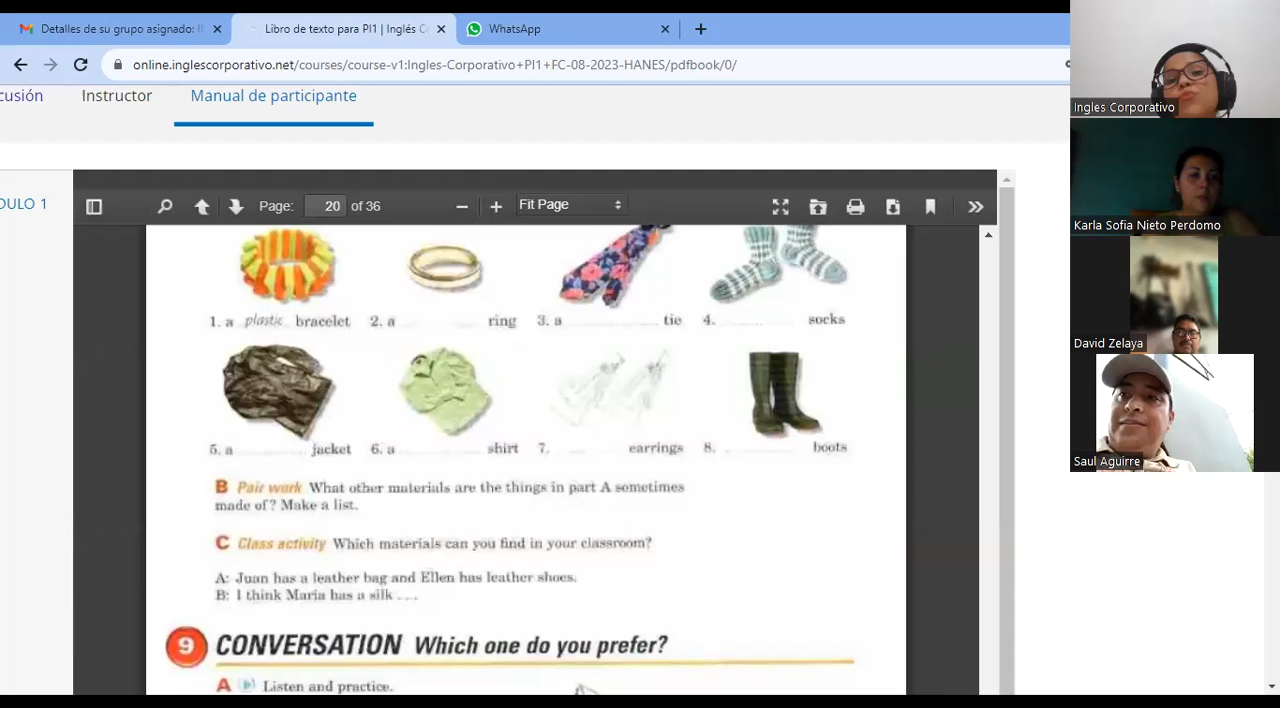 Detalles de su grupo asignado: I
Libro de texto para PI1 | Inglés C
WhatsApp
online.inglescorporativo.net/courses/course-v1:Ingles-Corporativo+PI1+FC-08-2023-HANES/pdfbook/0/
cusión
Instructor
Manual de participante
DULO 1
Page: 20 of 36
Fit Page
1. a plastic bracelet 2. a ring 3. a tie 4. socks
5. a jacket 6. a shirt 7. earrings 8. boots
B Pair work What other materials are the things in part A sometimes
made of? Make a list.
C Class activity Which materials can you find in your classroom?
A: Juan has a leather bag and Ellen has leather shoes.
B: I think Maria has a silk . . .
9 CONVERSATION Which one do you prefer?
A Listen and practice.
Ingles Corporativo
Karla Sofia Nieto Perdomo
David Zelaya
Saul Aguirre